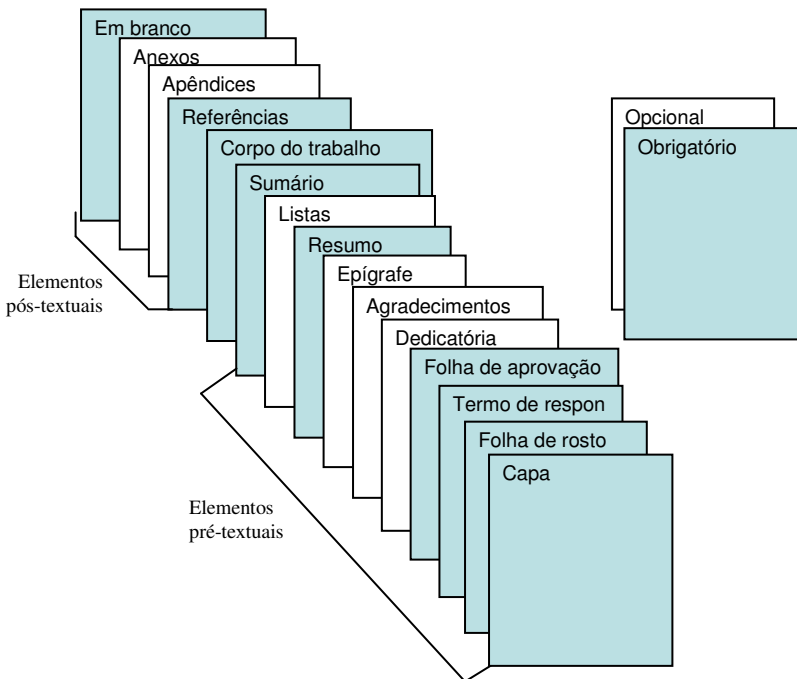 Em branco
Anexos
Apêndices
Referências
Corpo do trabalho
Sumário
Listas
Resumo
Epígrafe
Agradecimentos
Dedicatória
Folha de aprovação
Termo de respon
Folha de rosto
Capa
Opcional
Obrigatório
Elementos
pós-textuais
Elementos
pré-textuais